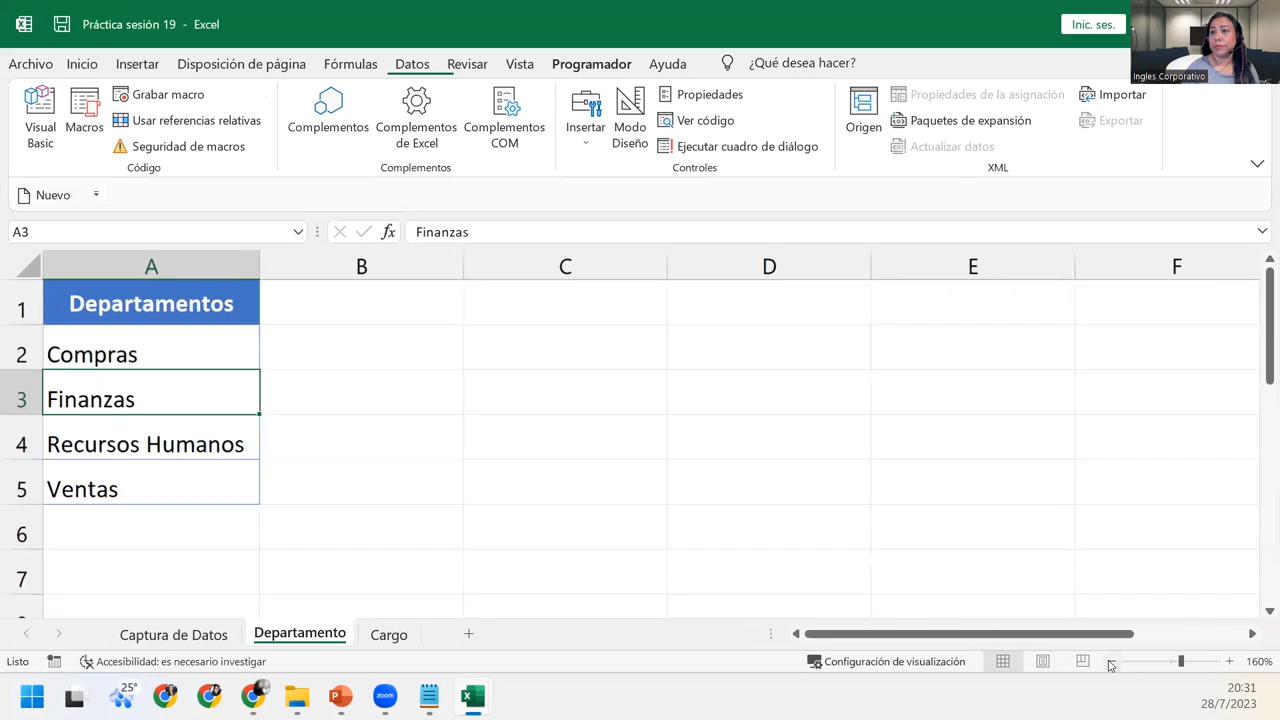 Práctica sesión 19 - Excel
Inic. ses.
Ingles Corporativo
Archivo Inicio Insertar Disposición de página Fórmulas Datos Revisar Vista Programador Ayuda ¿Qué desea hacer?
Visual Basic
Macros
Grabar macro
Usar referencias relativas
Seguridad de macros
Código
Complementos
Complementos de Excel
Complementos COM
Complementos
Insertar
Modo Diseño
Propiedades
Ver código
Ejecutar cuadro de diálogo
Controles
Origen
Propiedades de la asignación
Paquetes de expansión
Actualizar datos
Importar
Exportar
XML
Nuevo
A3 fx Finanzas
A B C D E F
1 Departamentos
2 Compras
3 Finanzas
4 Recursos Humanos
5 Ventas
6
7
Captura de Datos Departamento Cargo
Listo Accesibilidad: es necesario investigar Configuración de visualización 160%
25°
zoom
20:31
28/7/2023